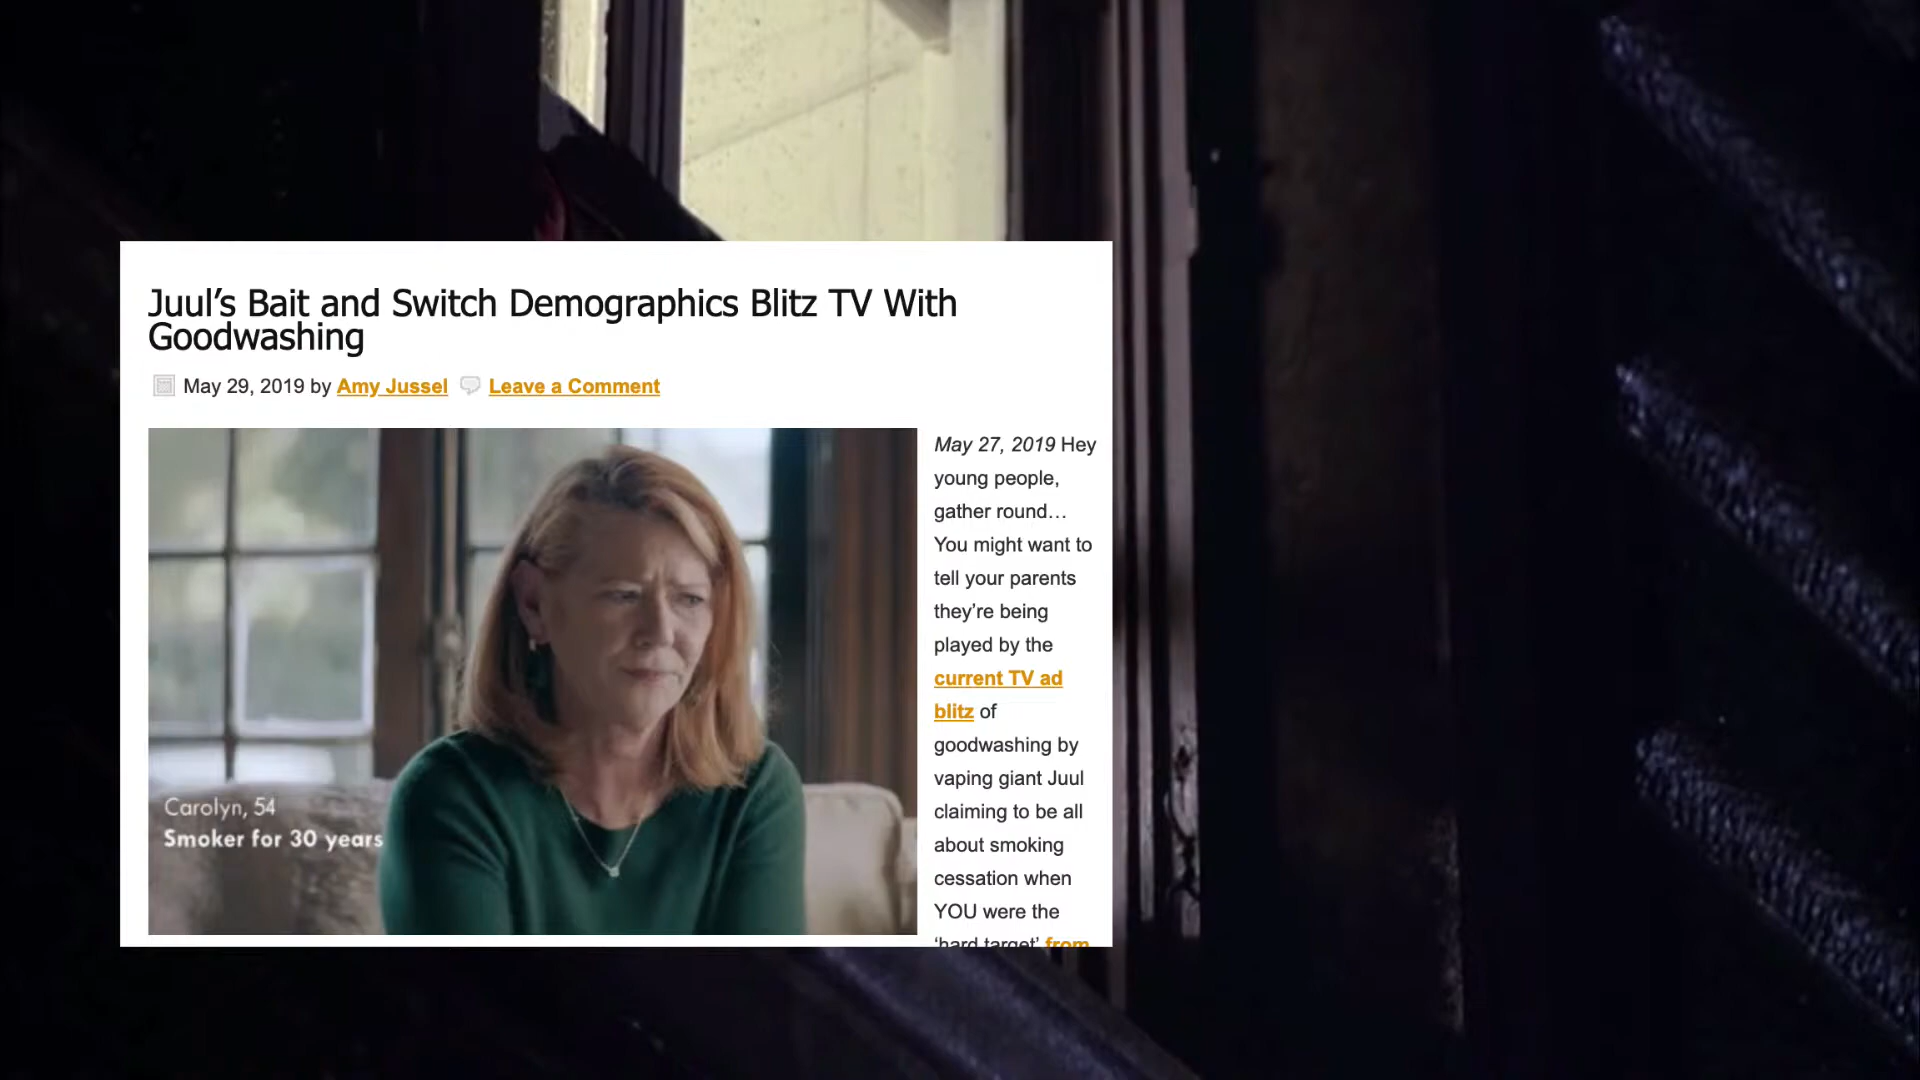 Juul’s Bait and Switch Demographics Blitz TV With
Goodwashing
May 29, 2019 by Amy Jussel Leave a Comment
May 27, 2019 Hey
young people,
gather round…
You might want to
tell your parents
they’re being
played by the
current TV ad
blitz of
goodwashing by
vaping giant Juul
claiming to be all
about smoking
cessation when
YOU were the
‘hard target’ from
Carolyn, 54
Smoker for 30 years